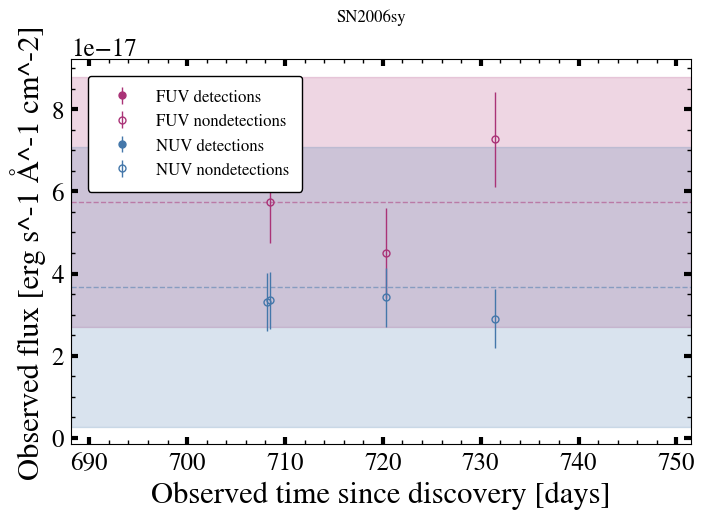 SN2006sy
1e−17
Observed flux [erg s^-1 Å^-1 cm^-2]
8
6
4
2
0
FUV detections
FUV nondetections
NUV detections
NUV nondetections
690 700 710 720 730 740 750
Observed time since discovery [days]